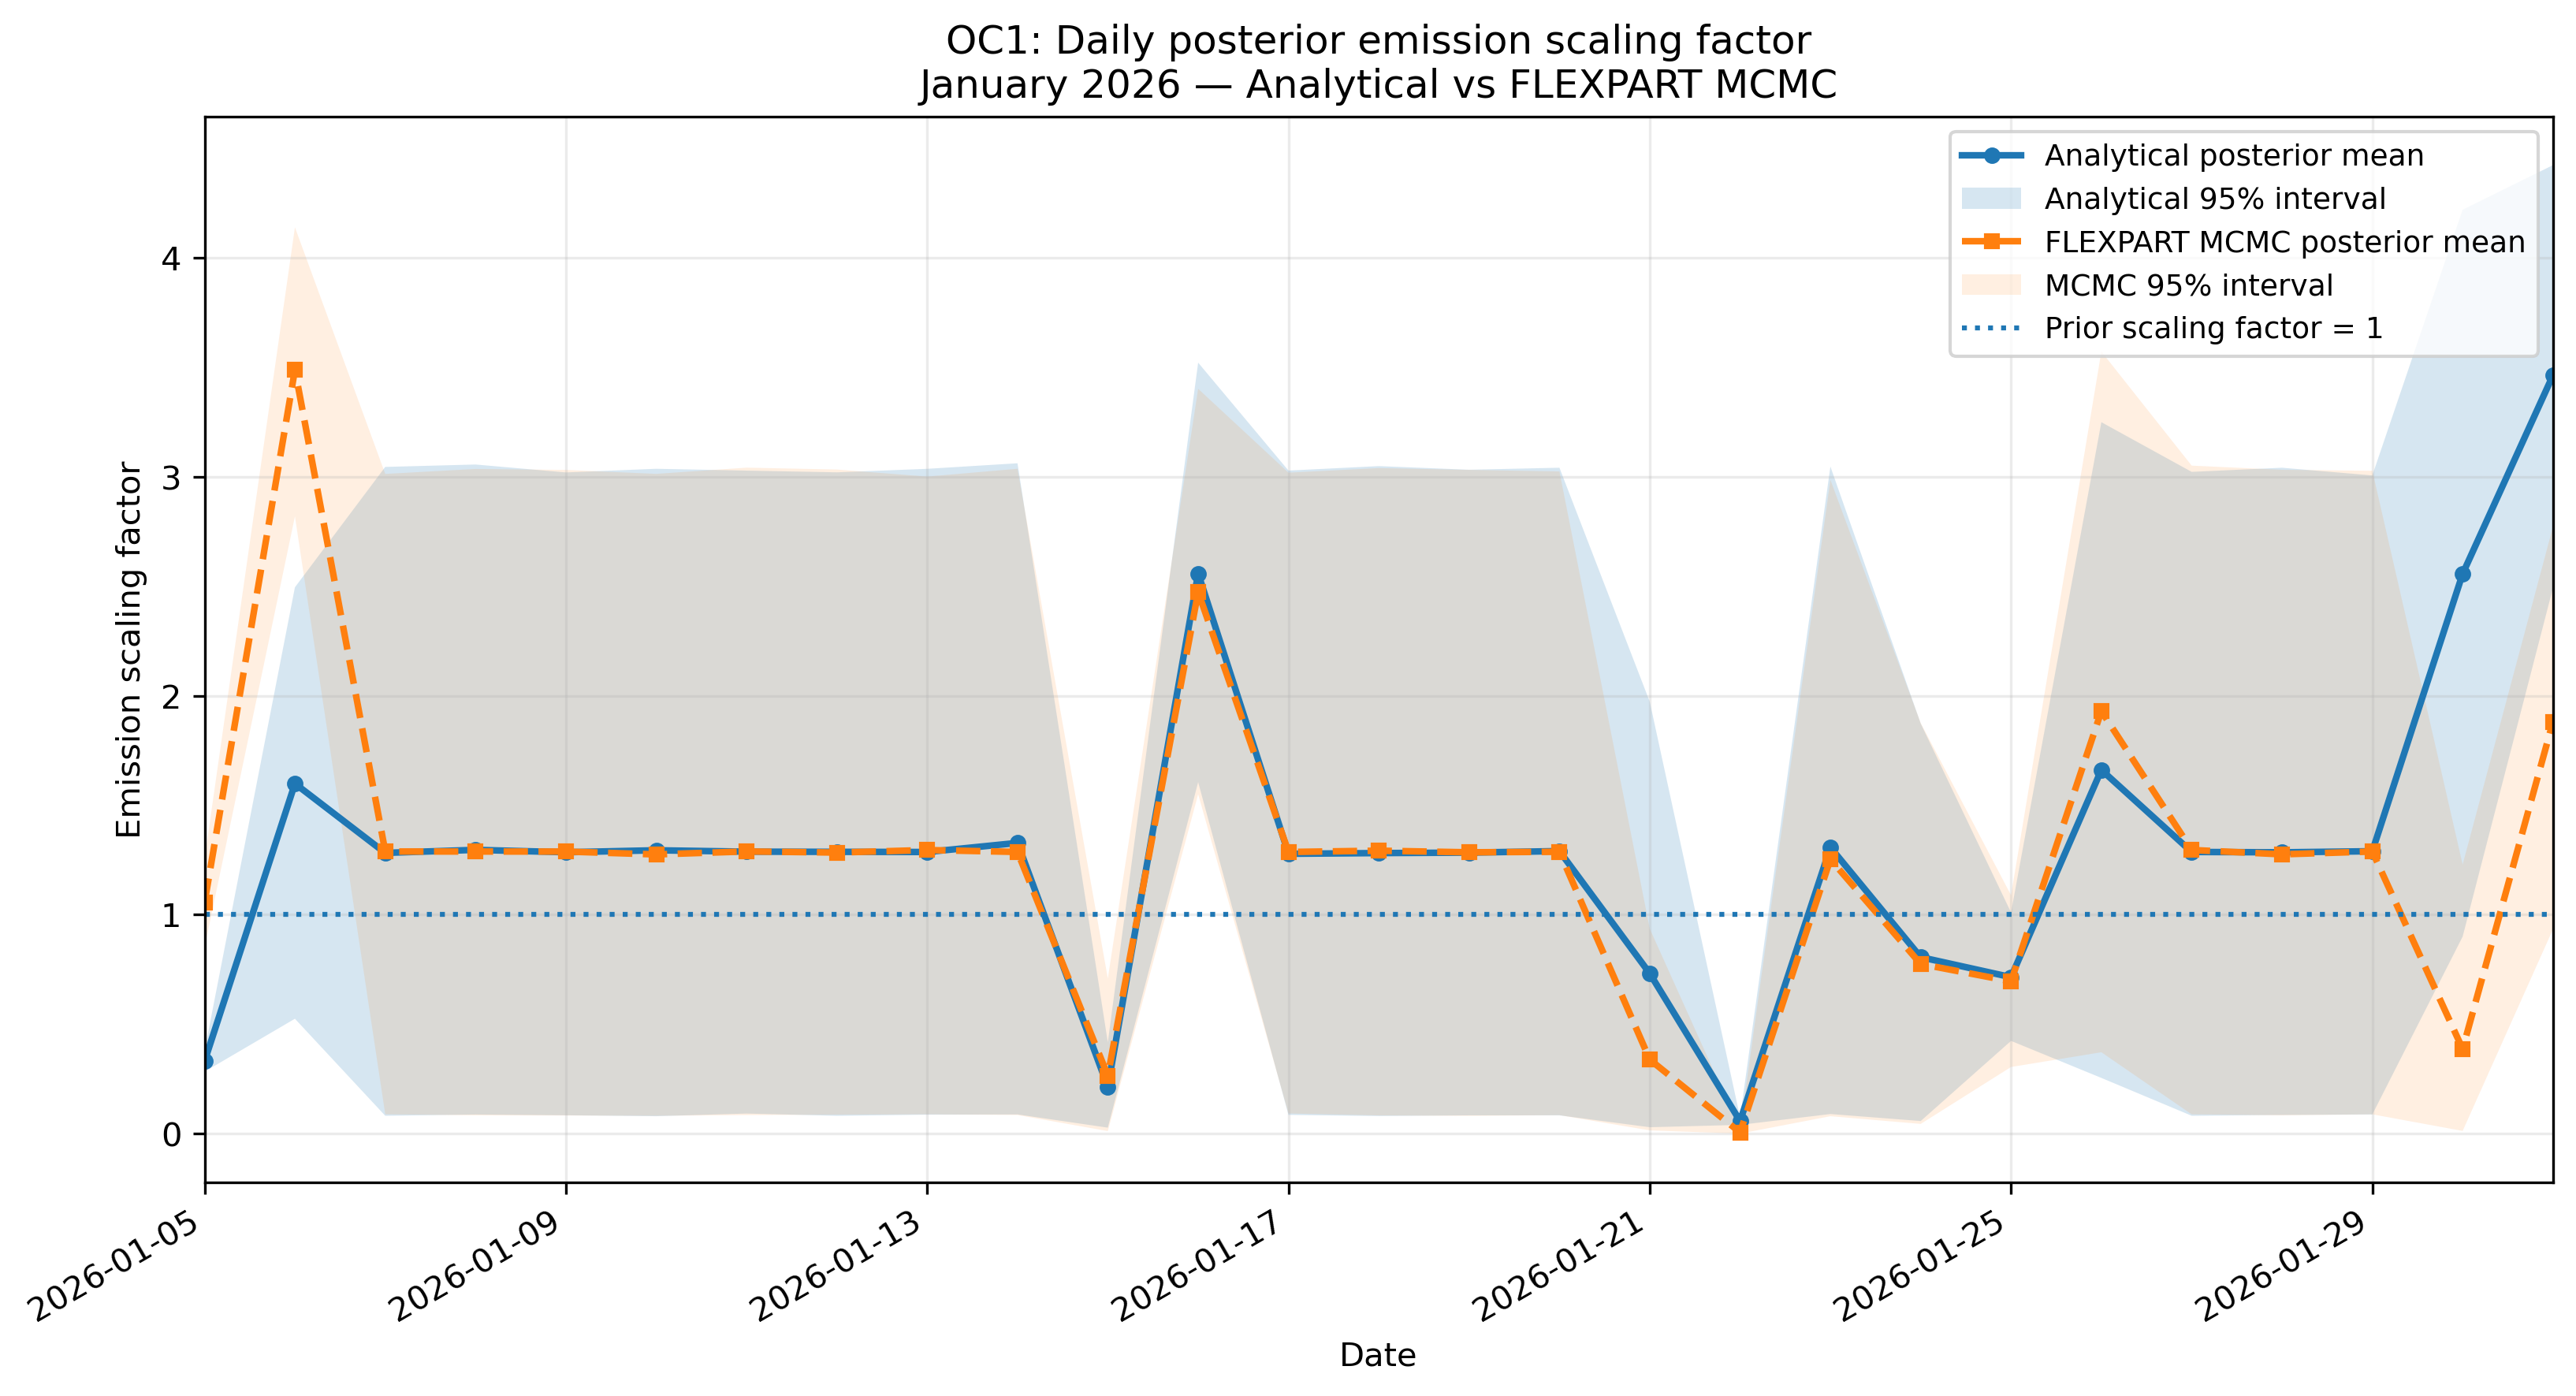 OC1: Daily posterior emission scaling factor
January 2026 — Analytical vs FLEXPART MCMC
Analytical posterior mean
Analytical 95% interval
FLEXPART MCMC posterior mean
MCMC 95% interval
Prior scaling factor = 1
Emission scaling factor
4
3
2
1
0
2026-01-05
2026-01-09
2026-01-13
2026-01-17
2026-01-21
2026-01-25
2026-01-29
Date